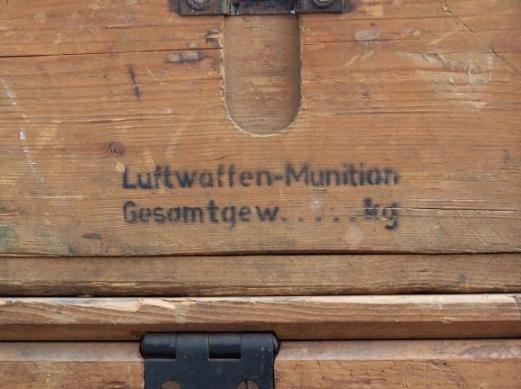 Luftwaffen-Munition
Gesamtgew.....kg